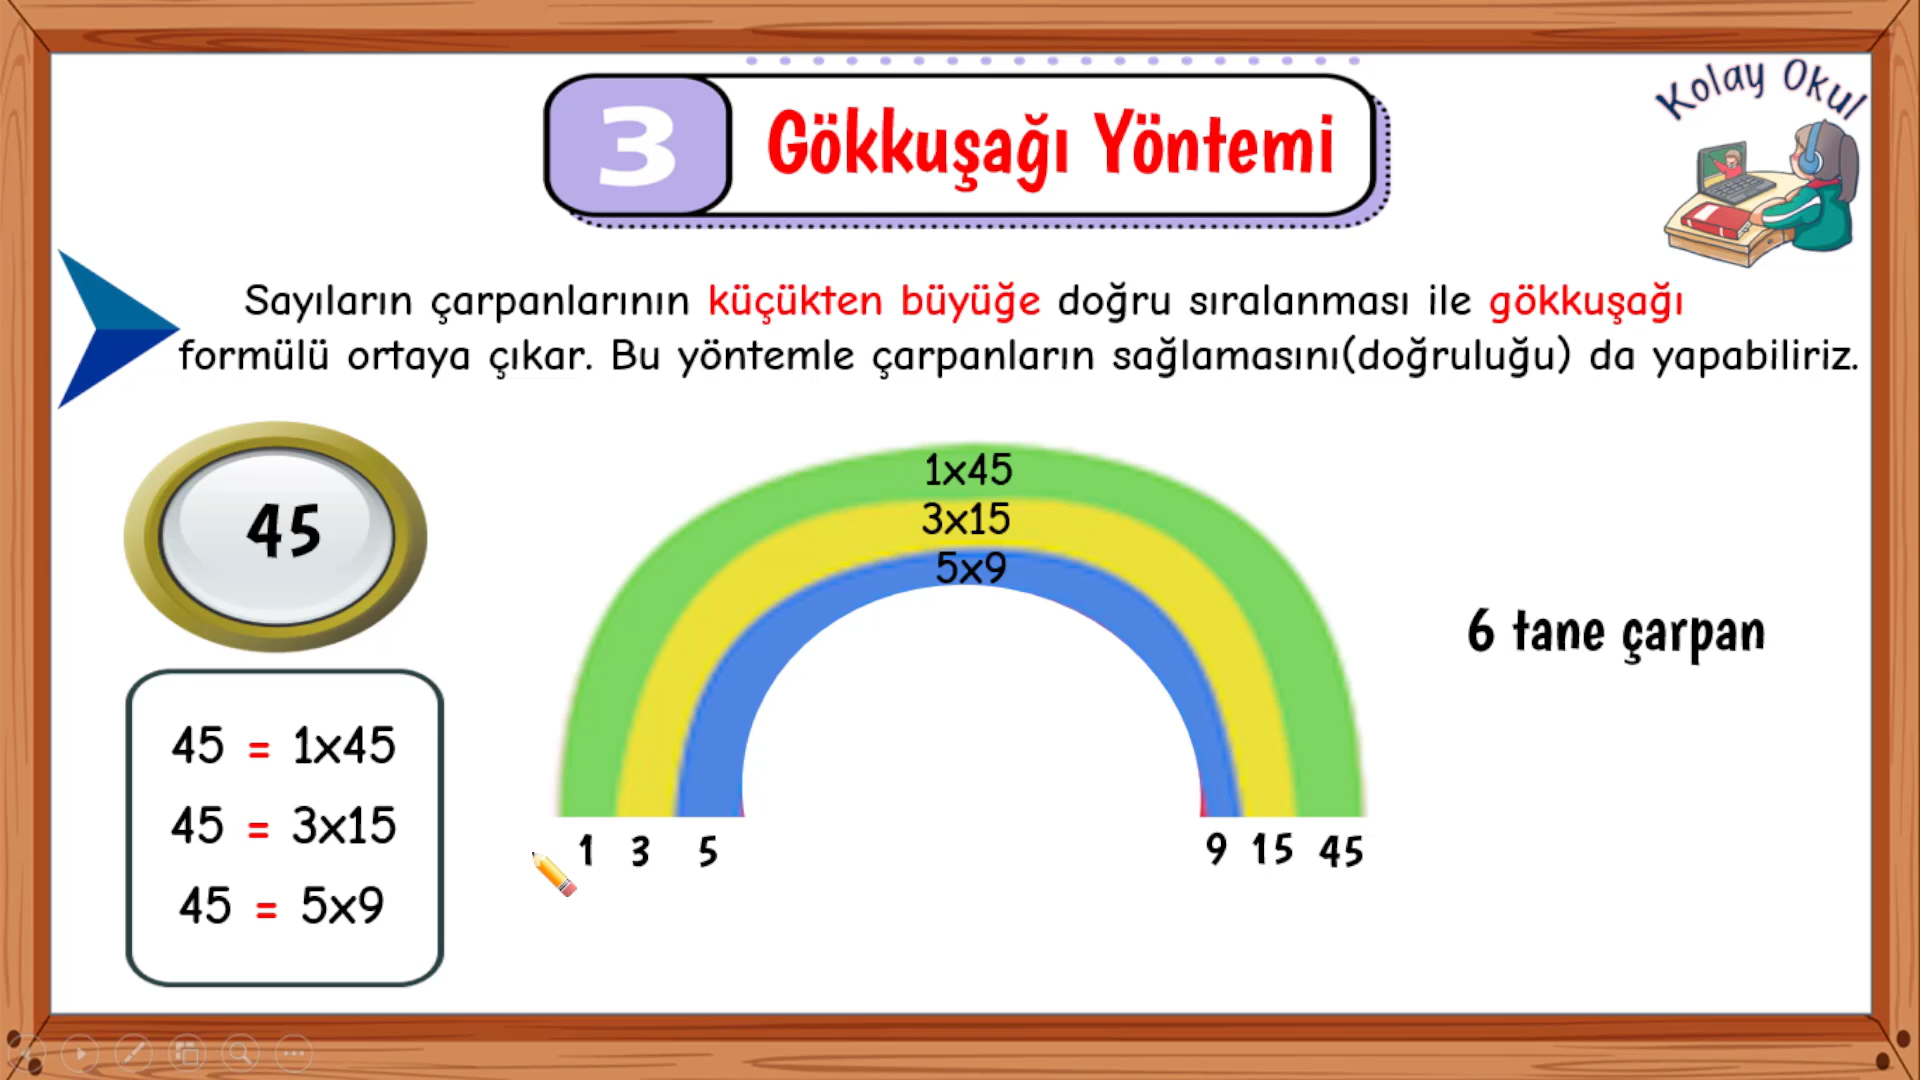 Kolay Okul
3 Gökkuşağı Yöntemi
Sayıların çarpanlarının küçükten büyüğe doğru sıralanması ile gökkuşağı
formülü ortaya çıkar. Bu yöntemle çarpanların sağlamasını(doğruluğu) da yapabiliriz.
45
1x45
3x15
5x9
6 tane çarpan
45 = 1x45
45 = 3x15
45 = 5x9
1 3 5 9 15 45